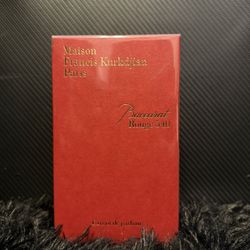 Maison
Francis Kurkdjian
Paris
Baccarat
Rouge 540
Extrait de parfum